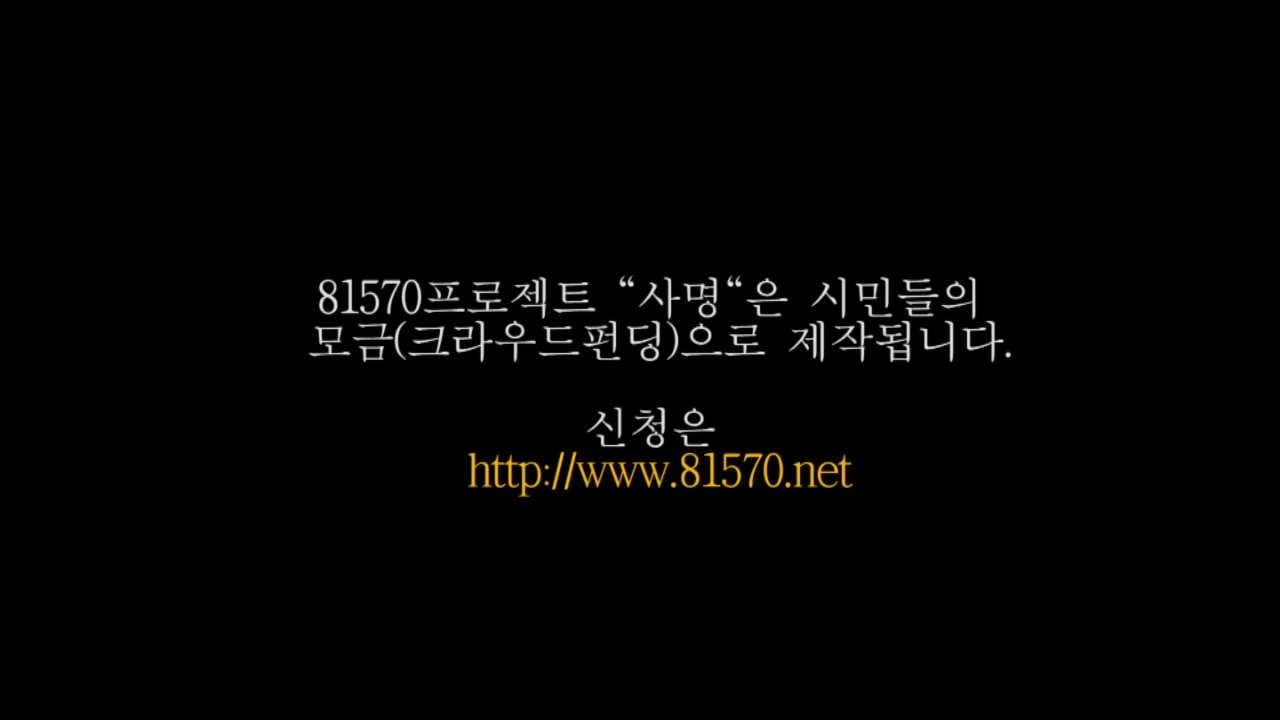 81570프로젝트 “사명“은 시민들의
모금(크라우드펀딩)으로 제작됩니다.
신청은
http://www.81570.net